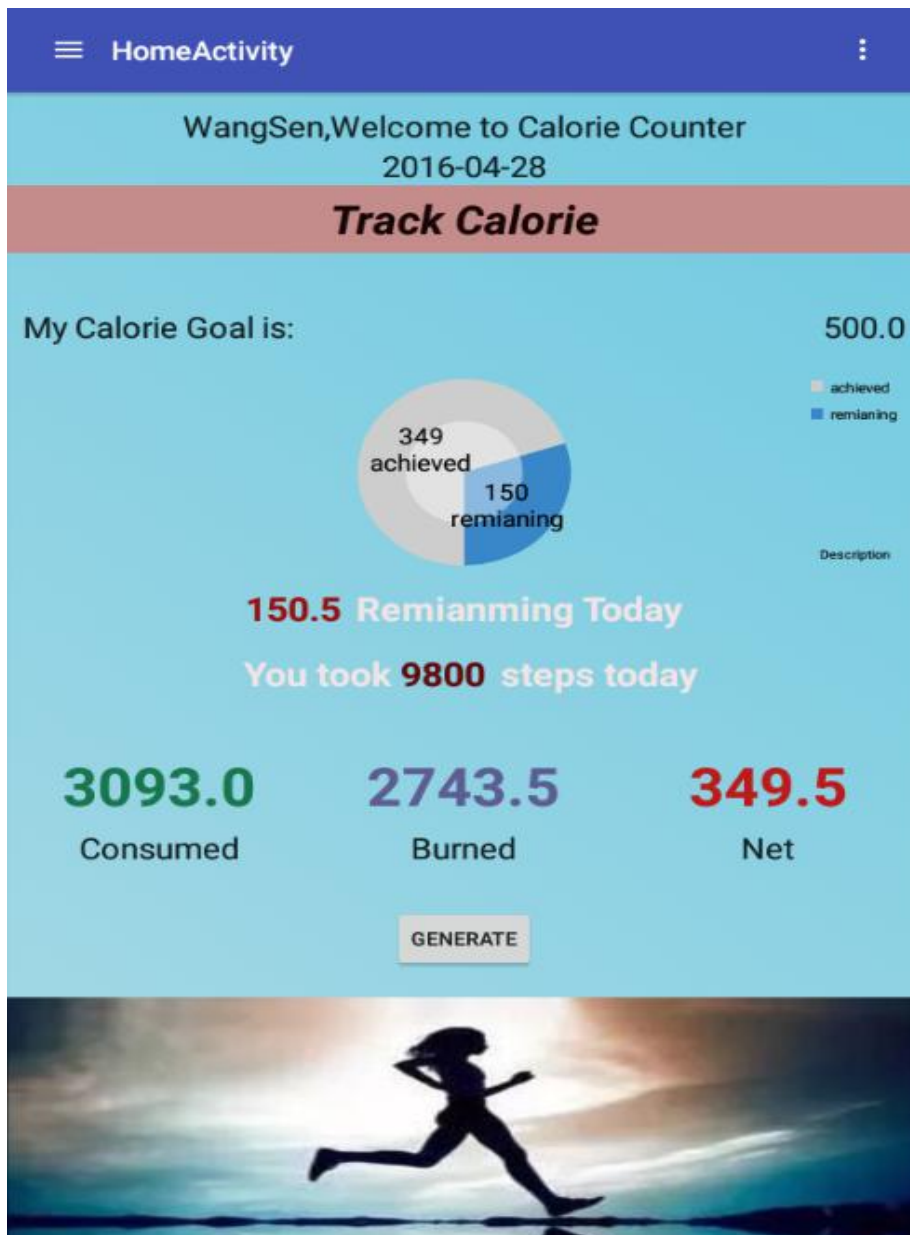 HomeActivity
WangSen,Welcome to Calorie Counter
2016-04-28
Track Calorie
My Calorie Goal is: 500.0
achieved
remianing
349
achieved
150
remianing
Description
150.5 Remianming Today
You took 9800 steps today
3093.0 2743.5 349.5
Consumed Burned Net
GENERATE